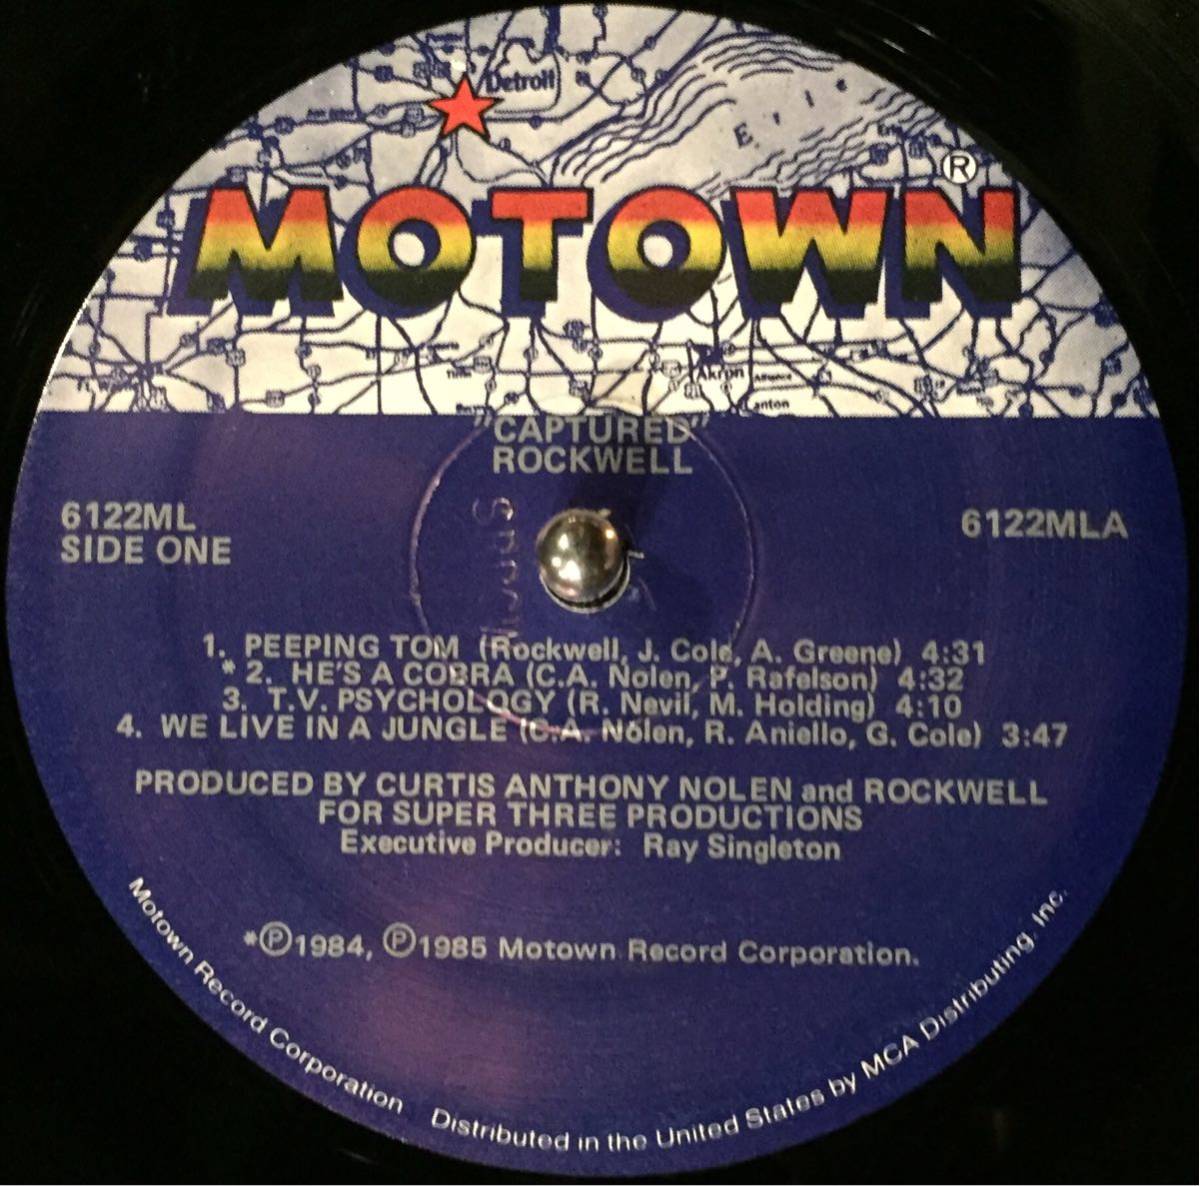 Detroit
E r i e
Erie
®
MOTOWN
Akron
Alliance
Canton
"CAPTURED"
ROCKWELL
6122ML
SIDE ONE
6122MLA
1. PEEPING TOM (Rockwell, J. Cole, A. Greene) 4:31
* 2. HE'S A COBRA (C.A. Nolen, P. Rafelson) 4:32
3. T.V. PSYCHOLOGY (R. Nevil, M. Holding) 4:10
4. WE LIVE IN A JUNGLE (C.A. Nolen, R. Aniello, G. Cole) 3:47
PRODUCED BY CURTIS ANTHONY NOLEN and ROCKWELL
FOR SUPER THREE PRODUCTIONS
Executive Producer: Ray Singleton
*℗1984, ℗1985 Motown Record Corporation.
Motown Record Corporation Distributed in the United States by MCA Distributing, Inc.